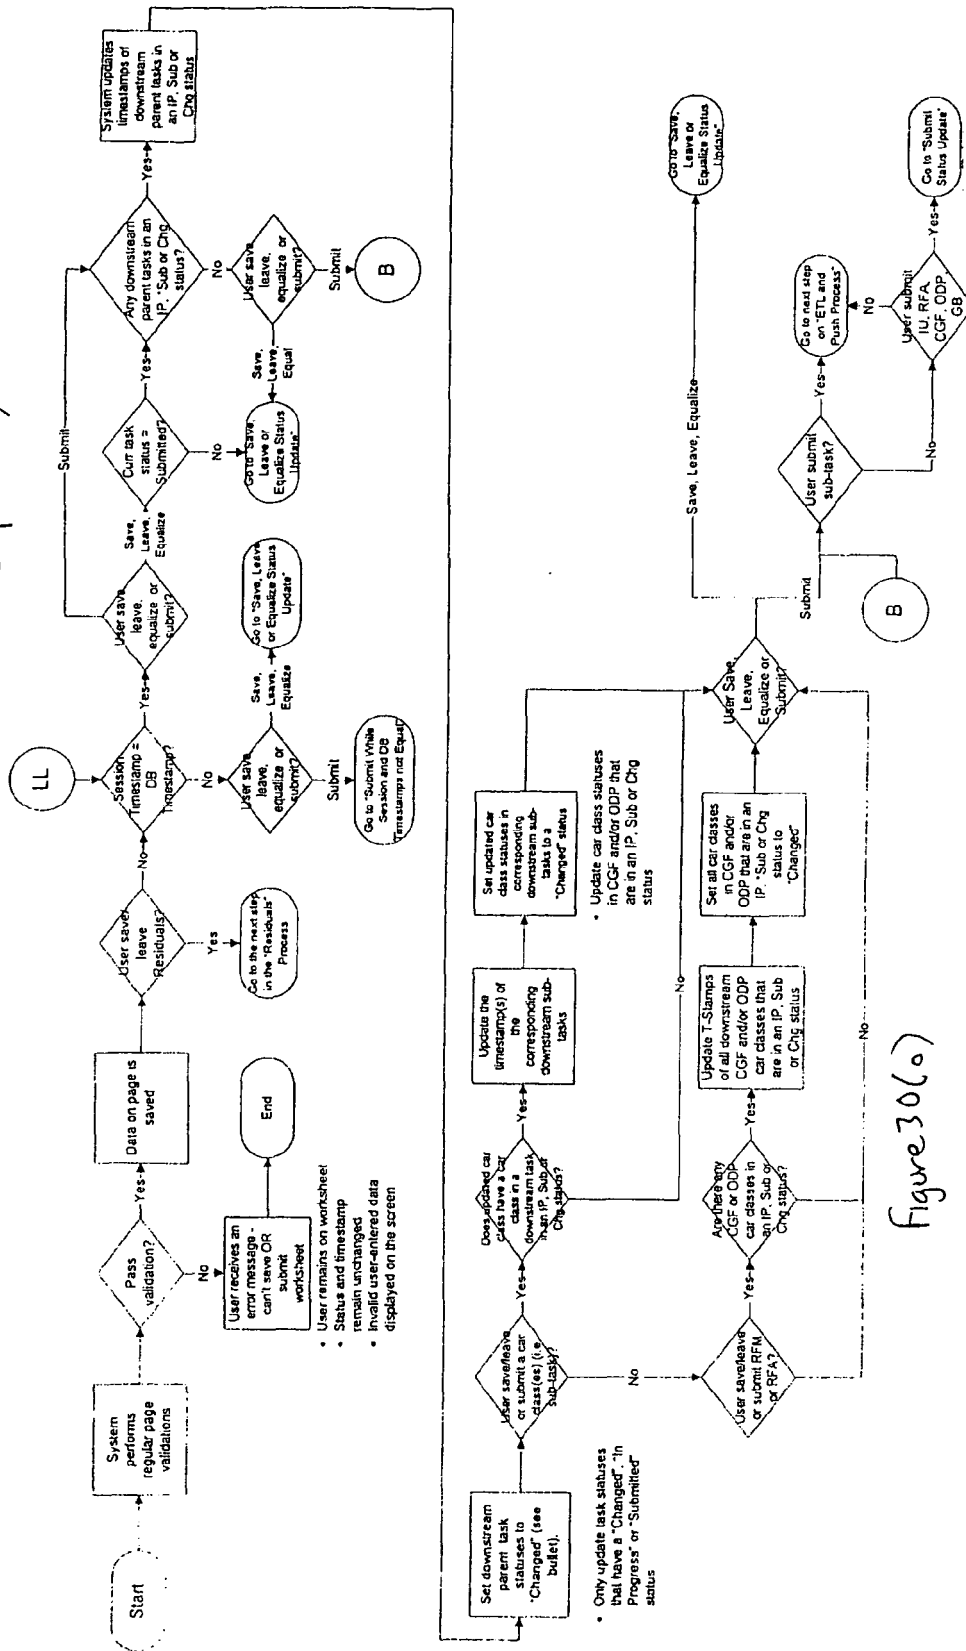 Start
System
performs
regular page
validations
Pass
validation?
Yes
No
User receives an
error message -
can't save OR
submit
worksheet
• User remains on worksheet
• Status and timestamp
remain unchanged
• Invalid user-entered data
displayed on the screen
End
Data on page is
saved
User save/
leave
Residuals?
No
Yes
Go to the next step
in the "Residuals"
Process
LL
Session
Timestamp =
DB
Timestamp?
Yes
No
User save,
leave,
equalize or
submit?
Save,
Leave,
Equalize
Go to "Save, Leave
or Equalize Status
Update"
Submit
Go to "Submit While
Session and DB
Timestamps not Equal"
User save,
leave,
equalize or
submit?
Submit
Save,
Leave,
Equalize
Curr task
status =
Submitted?
Yes
No
Go to "Save,
Leave or
Equalize Status
Update"
Any downstream
parent tasks in an
IP, "Sub or Chg
status?
Yes
No
User save,
leave,
equalize or
submit?
Save,
Leave,
Equal
Submit
B
System updates
timestamps of
downstream
parent tasks in
an IP, Sub or
Chg status
Set downstream
parent task
statuses to
"Changed" (see
bullet).
• Only update task statuses
that have a "Changed", "In
Progress" or "Submitted"
status
User save/leave
or submit a car
class(es) (i.e
sub-task)?
Yes
No
Does updated car
class have a car
class in a
downstream task
in an IP, Sub or
Chg status?
Yes
No
Update the
timestamp(s) of
the
corresponding
downstream sub-
tasks
Set updated car
class statuses in
corresponding
downstream sub-
tasks to a
"Changed" status
• Update car class statuses
in CGF and/or ODP that
are in an IP, Sub or Chg
status
User save/leave
or submit RFM
or RFA?
Yes
No
Are there any
CGF or ODP
car classes in
an IP, Sub or
Chg status?
Yes
Update T-Stamps
of all downstream
CGF and/or ODP
car classes that
are in an IP, Sub
or Chg status
Set all car classes
in CGF and/or
ODP that are in an
IP, "Sub or Chg
status to
"Changed"
User Save,
Leave,
Equalize or
Submit?
Save, Leave, Equalize
Go to "Save,
Leave or
Equalize Status
Update"
Submit
B
User submit
sub-task?
Yes
No
Go to next step
on "ETL and
Push Process"
User submit
IU, RFA,
CGF, ODP,
GB
No
Yes
Go to "Submit
Status Update"
Figure 30(o)